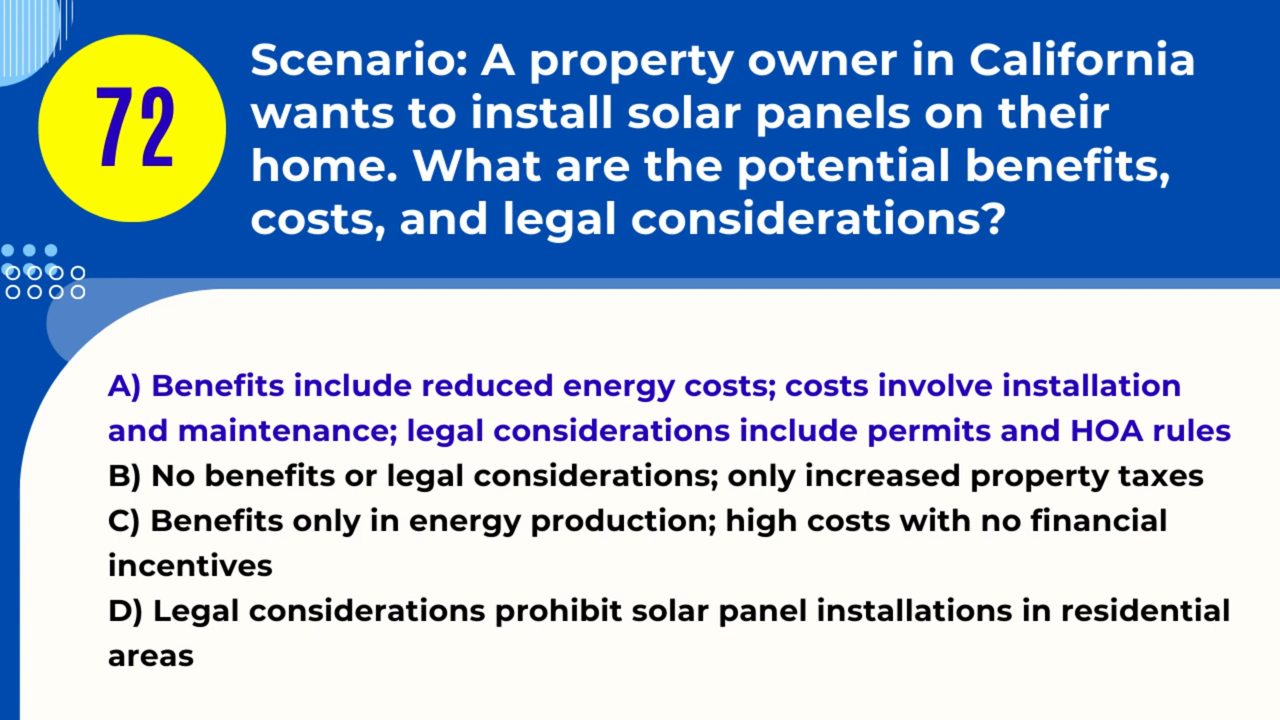 72
Scenario: A property owner in California
wants to install solar panels on their
home. What are the potential benefits,
costs, and legal considerations?
A) Benefits include reduced energy costs; costs involve installation
and maintenance; legal considerations include permits and HOA rules
B) No benefits or legal considerations; only increased property taxes
C) Benefits only in energy production; high costs with no financial
incentives
D) Legal considerations prohibit solar panel installations in residential
areas